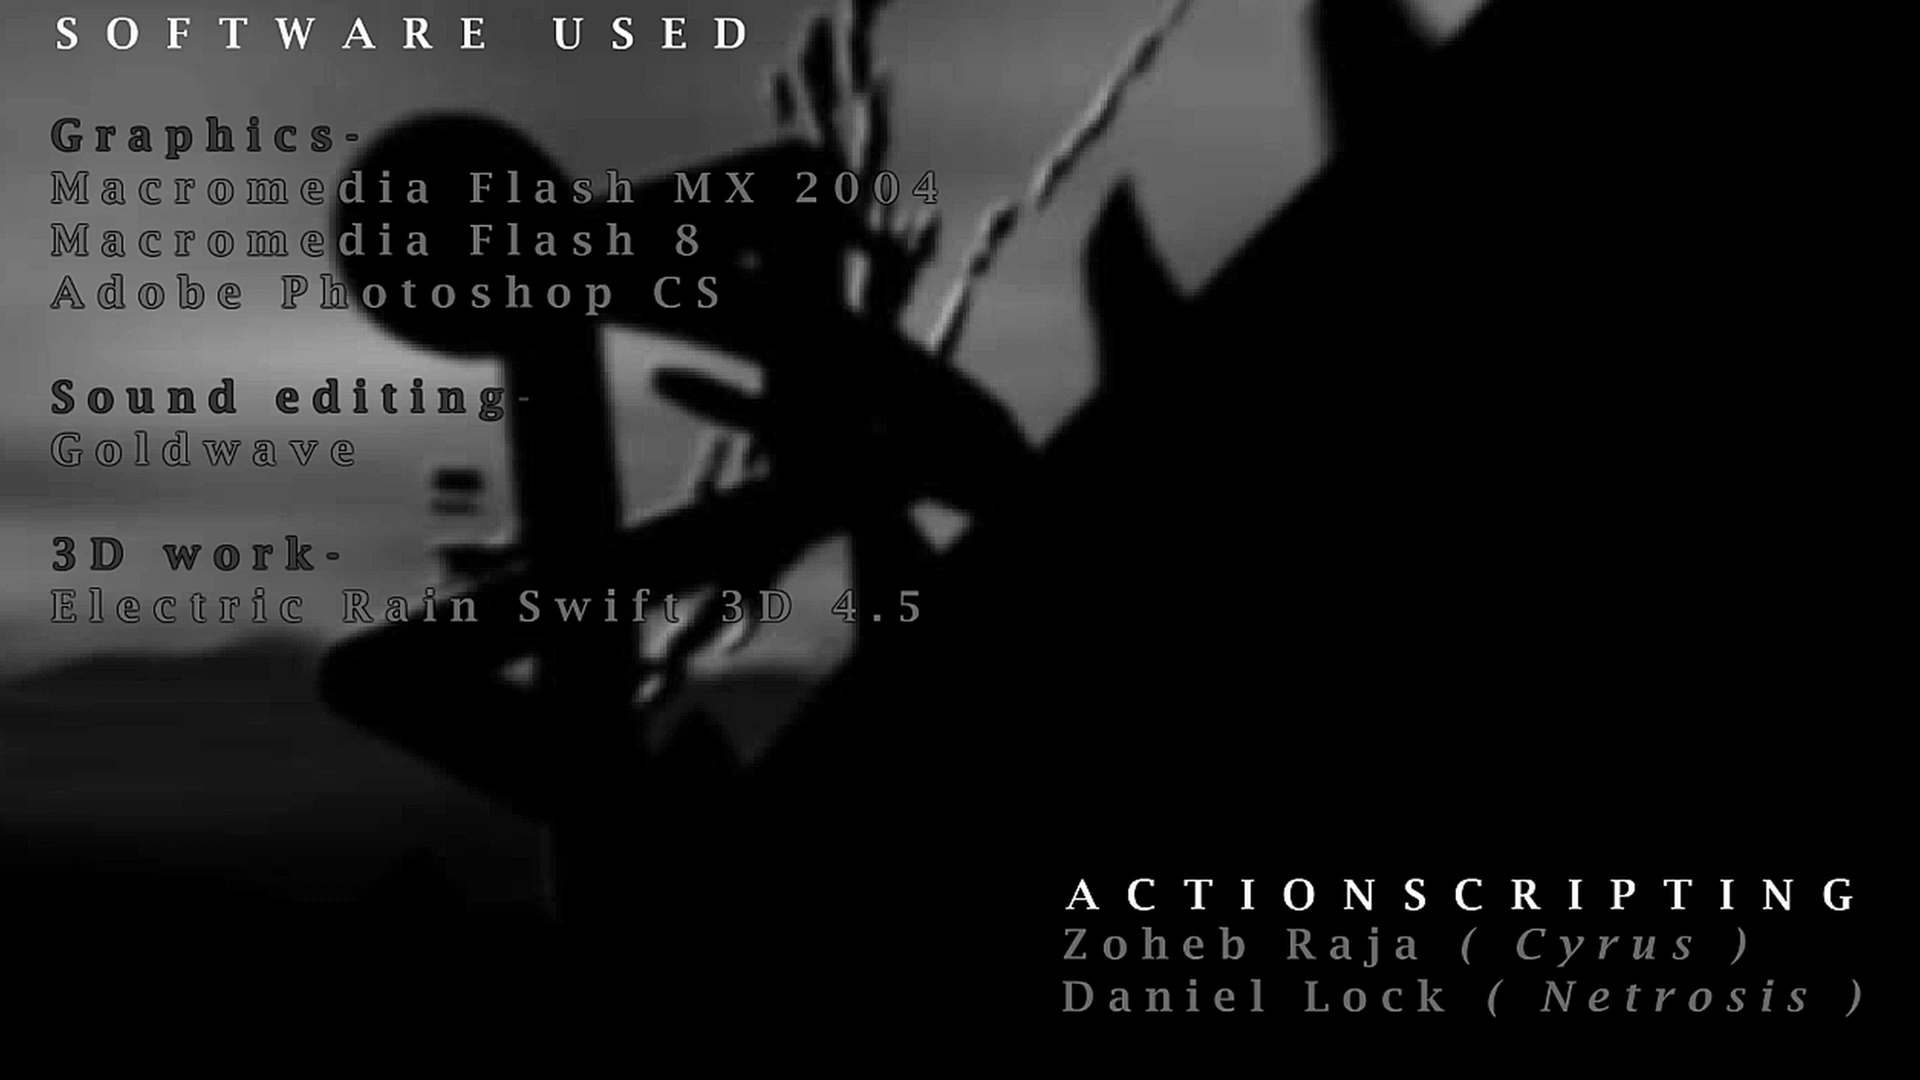 SOFTWARE USED
Graphics-
Macromedia Flash MX 2004
Macromedia Flash 8
Adobe Photoshop CS
Sound editing-
Goldwave
3D work-
Electric Rain Swift 3D 4.5
ACTIONSCRIPTING
Zoheb Raja ( Cyrus )
Daniel Lock ( Netrosis )